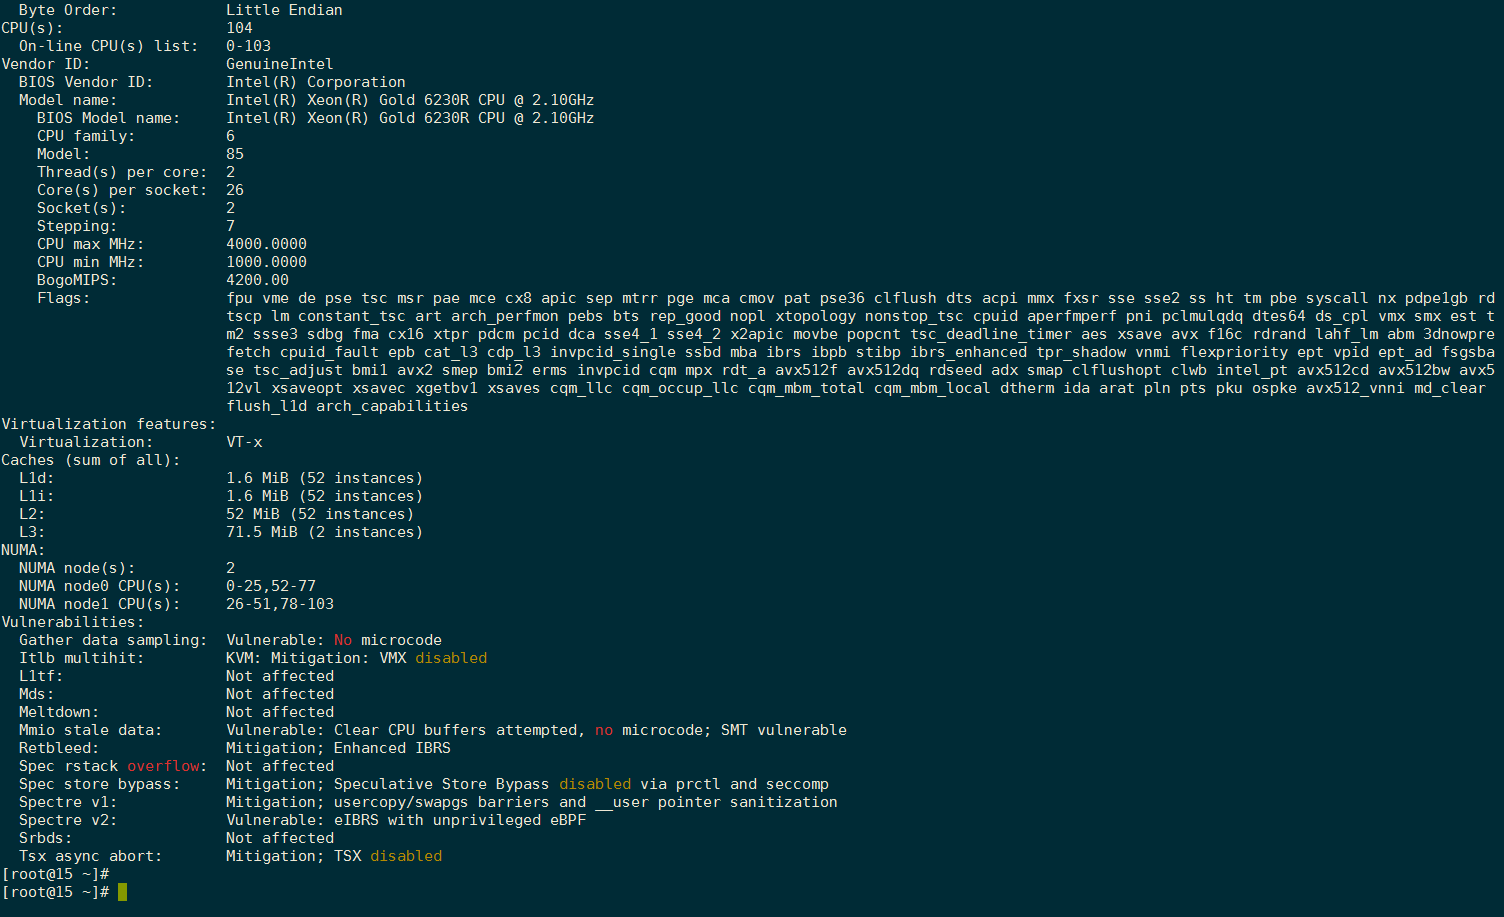 Byte Order: Little Endian
CPU(s): 104
On-line CPU(s) list: 0-103
Vendor ID: GenuineIntel
BIOS Vendor ID: Intel(R) Corporation
Model name: Intel(R) Xeon(R) Gold 6230R CPU @ 2.10GHz
BIOS Model name: Intel(R) Xeon(R) Gold 6230R CPU @ 2.10GHz
CPU family: 6
Model: 85
Thread(s) per core: 2
Core(s) per socket: 26
Socket(s): 2
Stepping: 7
CPU max MHz: 4000.0000
CPU min MHz: 1000.0000
BogoMIPS: 4200.00
Flags: fpu vme de pse tsc msr pae mce cx8 apic sep mtrr pge mca cmov pat pse36 clflush dts acpi mmx fxsr sse sse2 ss ht tm pbe syscall nx pdpe1gb rd
tscp lm constant_tsc art arch_perfmon pebs bts rep_good nopl xtopology nonstop_tsc cpuid aperfmperf pni pclmulqdq dtes64 ds_cpl vmx smx est t
m2 ssse3 sdbg fma cx16 xtpr pdcm pcid dca sse4_1 sse4_2 x2apic movbe popcnt tsc_deadline_timer aes xsave avx f16c rdrand lahf_lm abm 3dnowpre
fetch cpuid_fault epb cat_l3 cdp_l3 invpcid_single ssbd mba ibrs ibpb stibp ibrs_enhanced tpr_shadow vnmi flexpriority ept vpid ept_ad fsgsba
se tsc_adjust bmi1 avx2 smep bmi2 erms invpcid cqm mpx rdt_a avx512f avx512dq rdseed adx smap clflushopt clwb intel_pt avx512cd avx512bw avx5
12vl xsaveopt xsavec xgetbv1 xsaves cqm_llc cqm_occup_llc cqm_mbm_total cqm_mbm_local dtherm ida arat pln pts pku ospke avx512_vnni md_clear
flush_l1d arch_capabilities
Virtualization features:
Virtualization: VT-x
Caches (sum of all):
L1d: 1.6 MiB (52 instances)
L1i: 1.6 MiB (52 instances)
L2: 52 MiB (52 instances)
L3: 71.5 MiB (2 instances)
NUMA:
NUMA node(s): 2
NUMA node0 CPU(s): 0-25,52-77
NUMA node1 CPU(s): 26-51,78-103
Vulnerabilities:
Gather data sampling: Vulnerable: No microcode
Itlb multihit: KVM: Mitigation: VMX disabled
L1tf: Not affected
Mds: Not affected
Meltdown: Not affected
Mmio stale data: Vulnerable: Clear CPU buffers attempted, no microcode; SMT vulnerable
Retbleed: Mitigation; Enhanced IBRS
Spec rstack overflow: Not affected
Spec store bypass: Mitigation; Speculative Store Bypass disabled via prctl and seccomp
Spectre v1: Mitigation; usercopy/swapgs barriers and __user pointer sanitization
Spectre v2: Vulnerable: eIBRS with unprivileged eBPF
Srbds: Not affected
Tsx async abort: Mitigation; TSX disabled
[root@15 ~]#
[root@15 ~]#